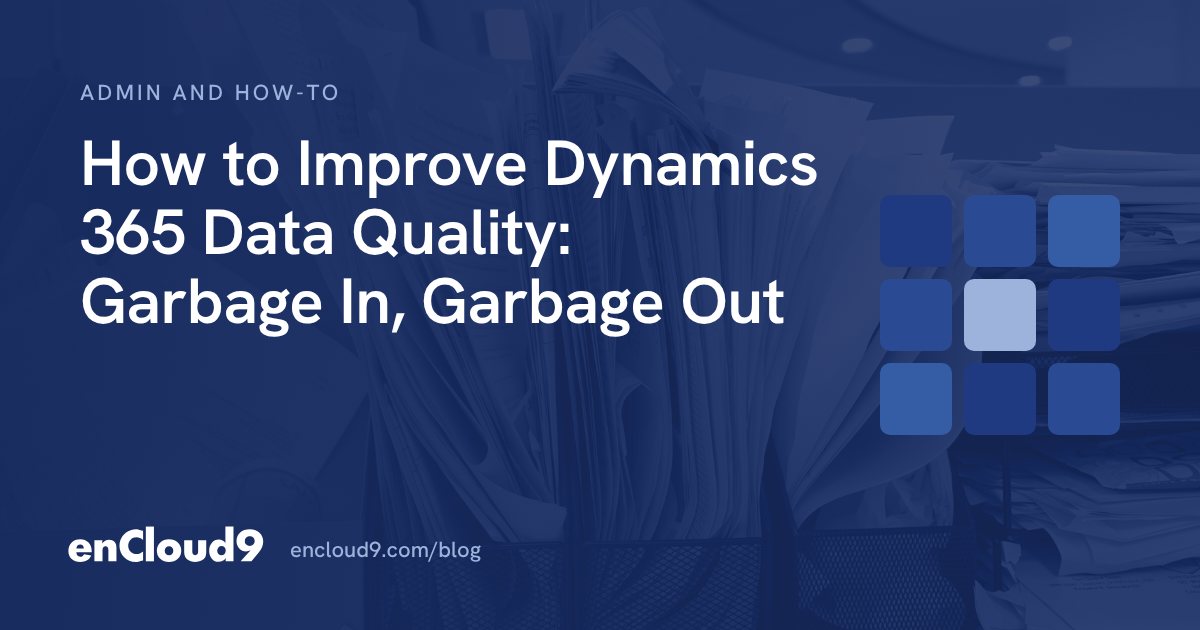 ADMIN AND HOW-TO
How to Improve Dynamics
365 Data Quality:
Garbage In, Garbage Out
enCloud9
encloud9.com/blog